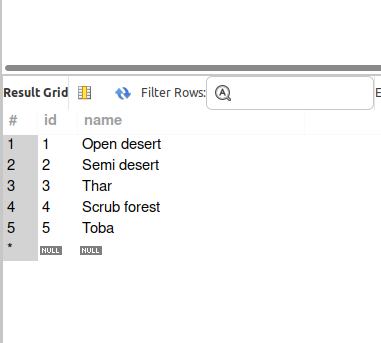 Result Grid Filter Rows: E
# id name
1 1 Open desert
2 2 Semi desert
3 3 Thar
4 4 Scrub forest
5 5 Toba
* NULL NULL